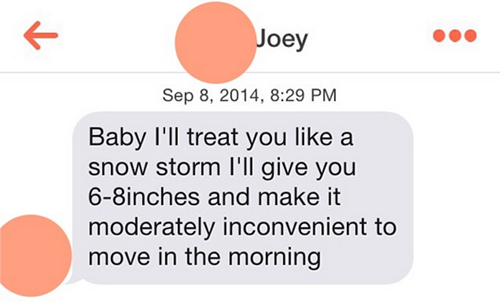 Joey
Sep 8, 2014, 8:29 PM
Baby I'll treat you like a
snow storm I'll give you
6-8inches and make it
moderately inconvenient to
move in the morning